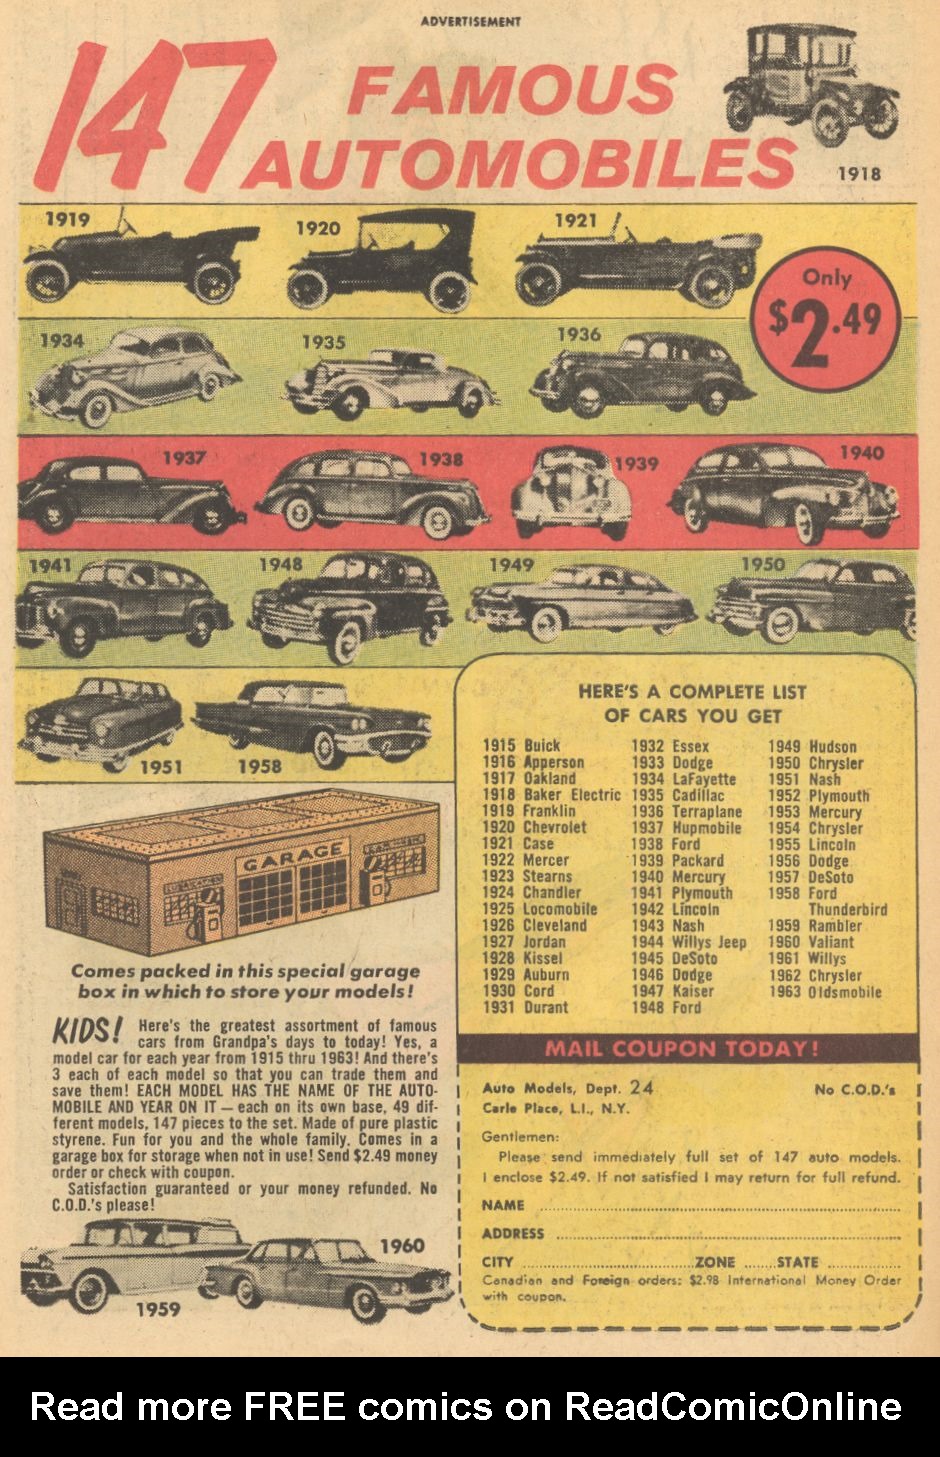 ADVERTISEMENT
147
FAMOUS
AUTOMOBILES
1918
1919
1920
1921
Only
$2.49
1934
1935
1936
1937
1938
1939
1940
1941
1948
1949
1950
1951
1958
HERE'S A COMPLETE LIST
OF CARS YOU GET
1915 Buick
1916 Apperson
1917 Oakland
1918 Baker Electric
1919 Franklin
1920 Chevrolet
1921 Case
1922 Mercer
1923 Stearns
1924 Chandler
1925 Locomobile
1926 Cleveland
1927 Jordan
1928 Kissel
1929 Auburn
1930 Cord
1931 Durant
1932 Essex
1933 Dodge
1934 LaFayette
1935 Cadillac
1936 Terraplane
1937 Hupmobile
1938 Ford
1939 Packard
1940 Mercury
1941 Plymouth
1942 Lincoln
1943 Nash
1944 Willys Jeep
1945 DeSoto
1946 Dodge
1947 Kaiser
1948 Ford
1949 Hudson
1950 Chrysler
1951 Nash
1952 Plymouth
1953 Mercury
1954 Chrysler
1955 Lincoln
1956 Dodge
1957 DeSoto
1958 Ford
Thunderbird
1959 Rambler
1960 Valiant
1961 Willys
1962 Chrysler
1963 Oldsmobile
GARAGE
LUBRICATION
Comes packed in this special garage
box in which to store your models!
KIDS! Here's the greatest assortment of famous
cars from Grandpa's days to today! Yes, a
model car for each year from 1915 thru 1963! And there's
3 each of each model so that you can trade them and
save them! EACH MODEL HAS THE NAME OF THE AUTO-
MOBILE AND YEAR ON IT — each on its own base, 49 dif-
ferent models, 147 pieces to the set. Made of pure plastic
styrene. Fun for you and the whole family. Comes in a
garage box for storage when not in use! Send $2.49 money
order or check with coupon.
Satisfaction guaranteed or your money refunded. No
C.O.D.'s please!
1959
1960
MAIL COUPON TODAY!
Auto Models, Dept. 24 No C.O.D.'s
Carle Place, L.I., N.Y.
Gentlemen:
Please send immediately full set of 147 auto models.
I enclose $2.49. If not satisfied I may return for full refund.
NAME
ADDRESS
CITY ZONE STATE
Canadian and Foreign orders: $2.98 International Money Order
with coupon.
Read more FREE comics on ReadComicOnline